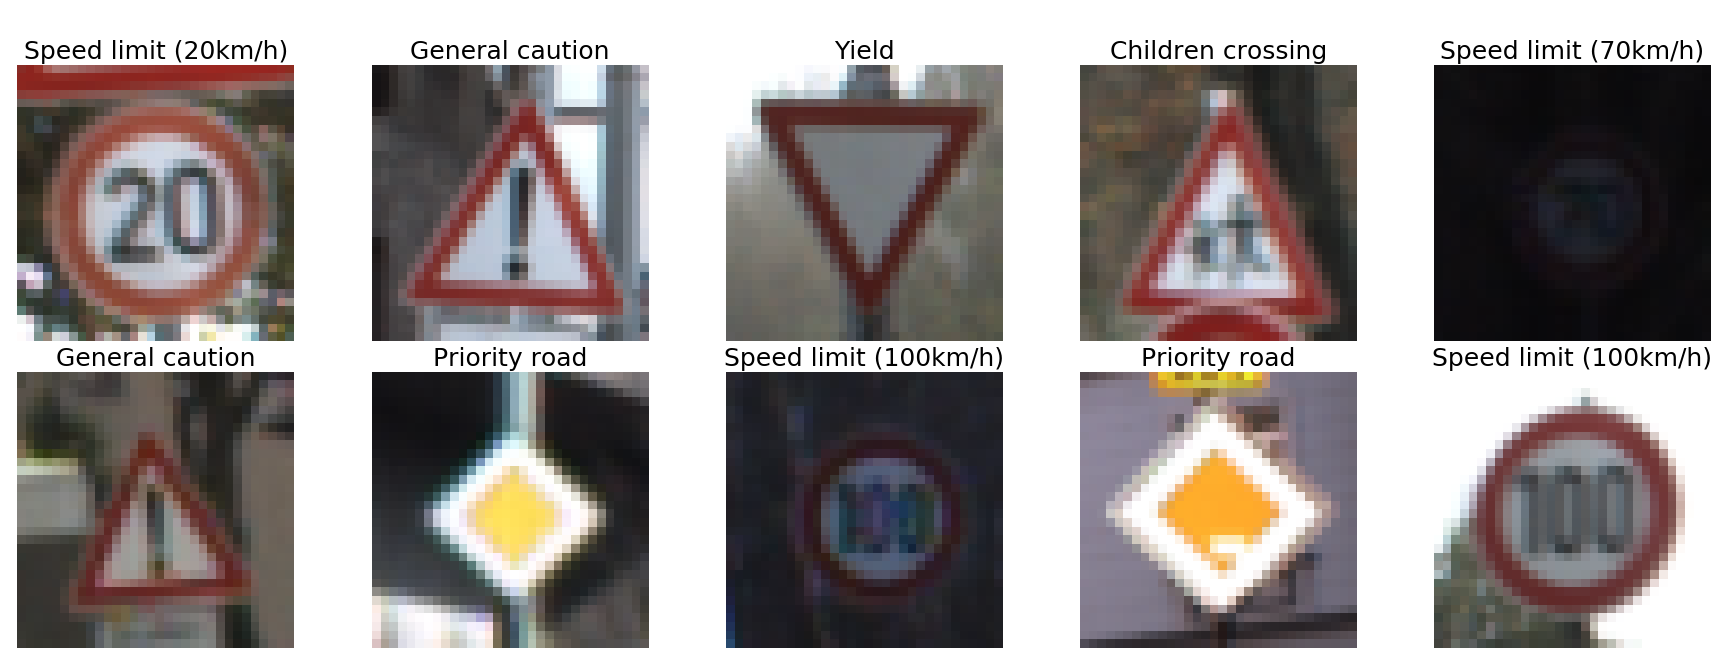 Speed limit (20km/h)
General caution
Yield
Children crossing
Speed limit (70km/h)
20
General caution
Priority road
Speed limit (100km/h)
Priority road
Speed limit (100km/h)
100
100